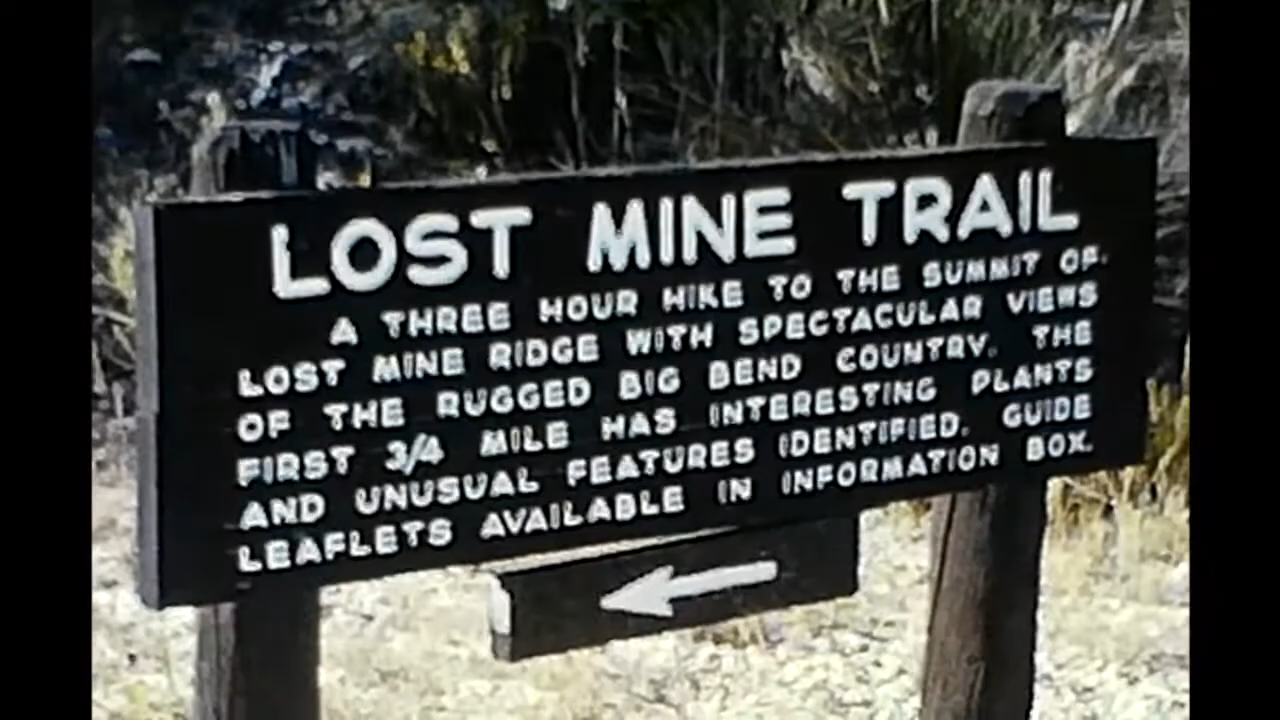 LOST MINE TRAIL
A THREE HOUR HIKE TO THE SUMMIT OF
LOST MINE RIDGE WITH SPECTACULAR VIEWS
OF THE RUGGED BIG BEND COUNTRY. THE
FIRST 3/4 MILE HAS INTERESTING PLANTS
AND UNUSUAL FEATURES IDENTIFIED. GUIDE
LEAFLETS AVAILABLE IN INFORMATION BOX.